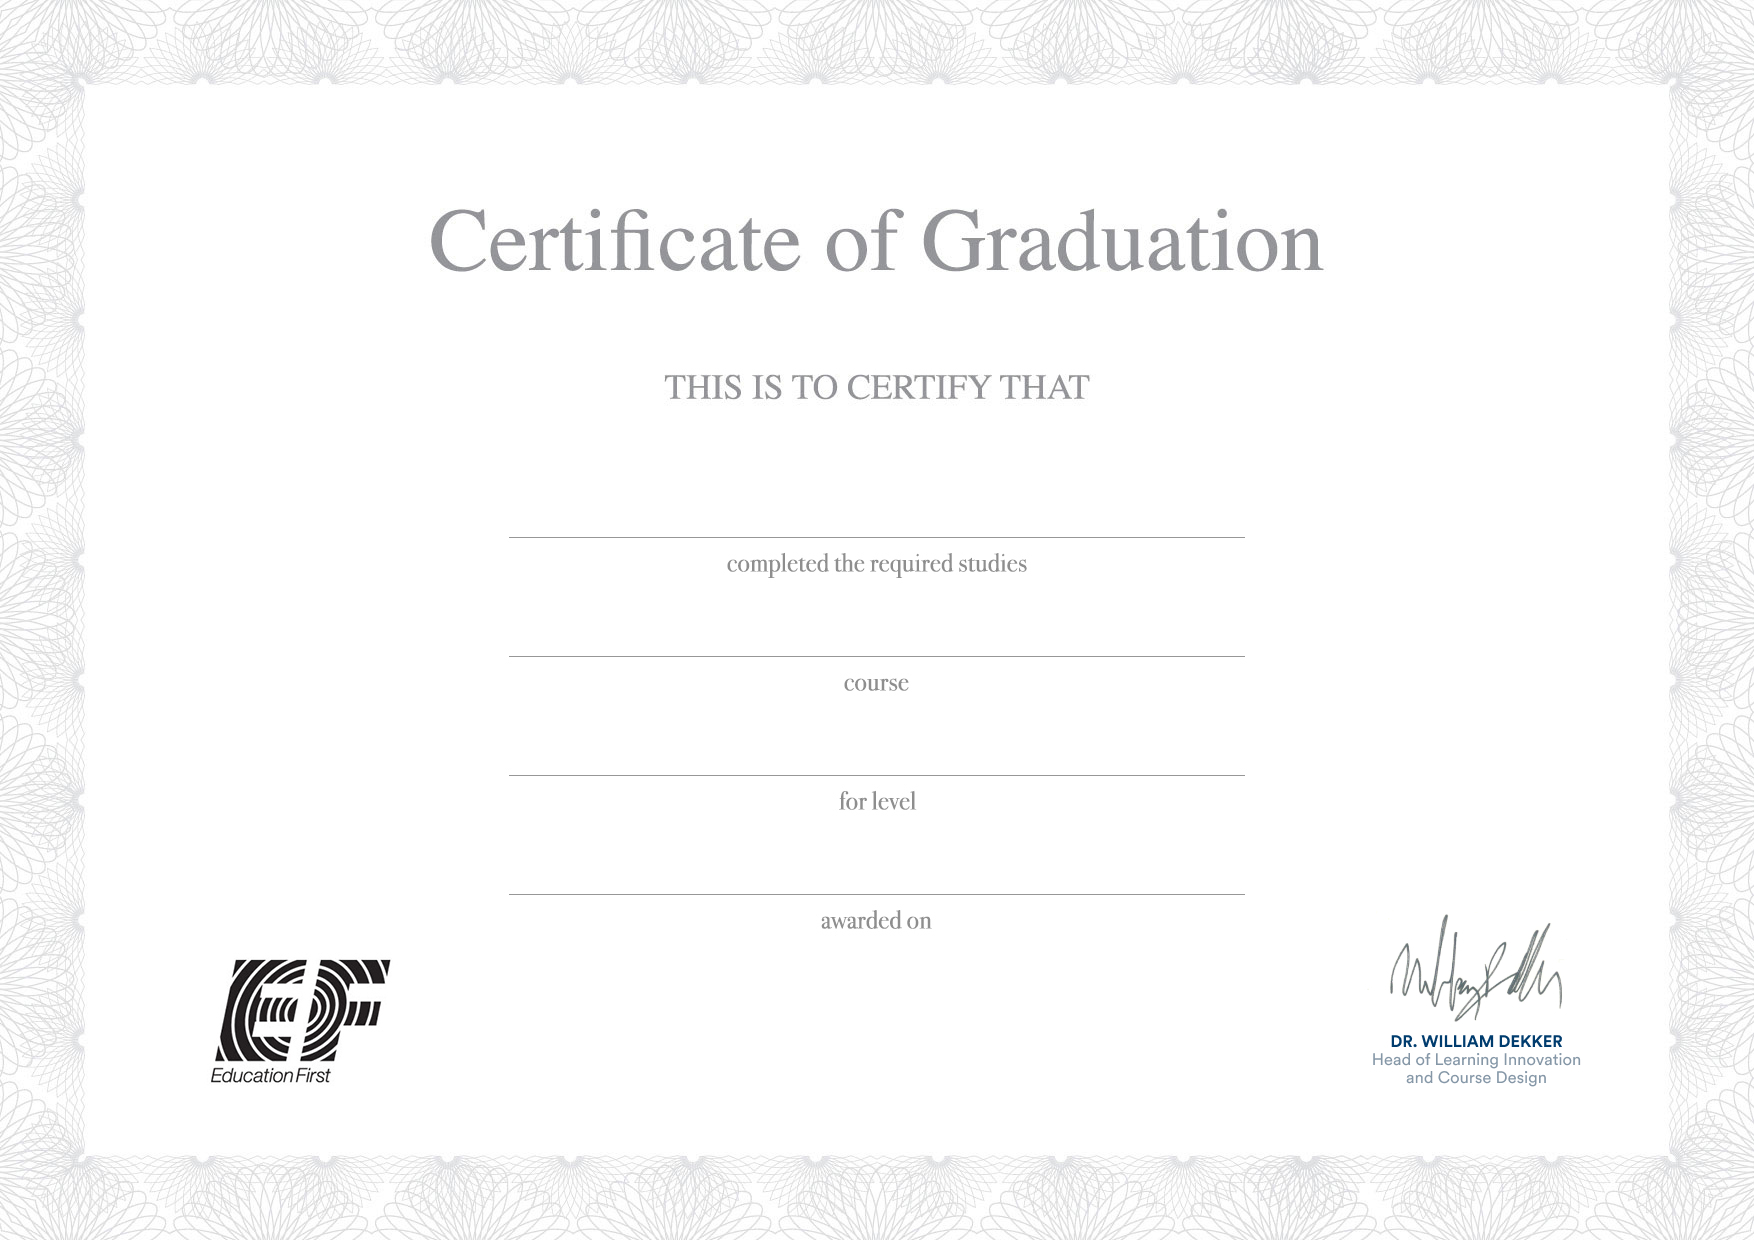 Certificate of Graduation
THIS IS TO CERTIFY THAT
completed the required studies
course
for level
awarded on
EF
Education First
DR. WILLIAM DEKKER
Head of Learning Innovation
and Course Design